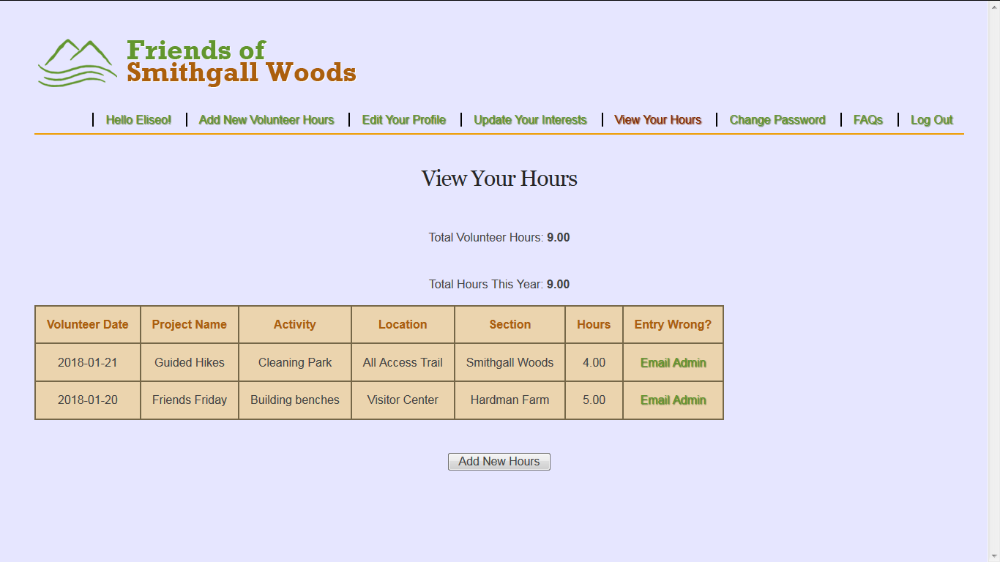 Friends of
Smithgall Woods
Hello Eliseo! Add New Volunteer Hours Edit Your Profile Update Your Interests View Your Hours Change Password FAQs Log Out
View Your Hours
Total Volunteer Hours: 9.00
Total Hours This Year: 9.00
Volunteer Date Project Name Activity Location Section Hours Entry Wrong?
2018-01-21 Guided Hikes Cleaning Park All Access Trail Smithgall Woods 4.00 Email Admin
2018-01-20 Friends Friday Building benches Visitor Center Hardman Farm 5.00 Email Admin
Add New Hours